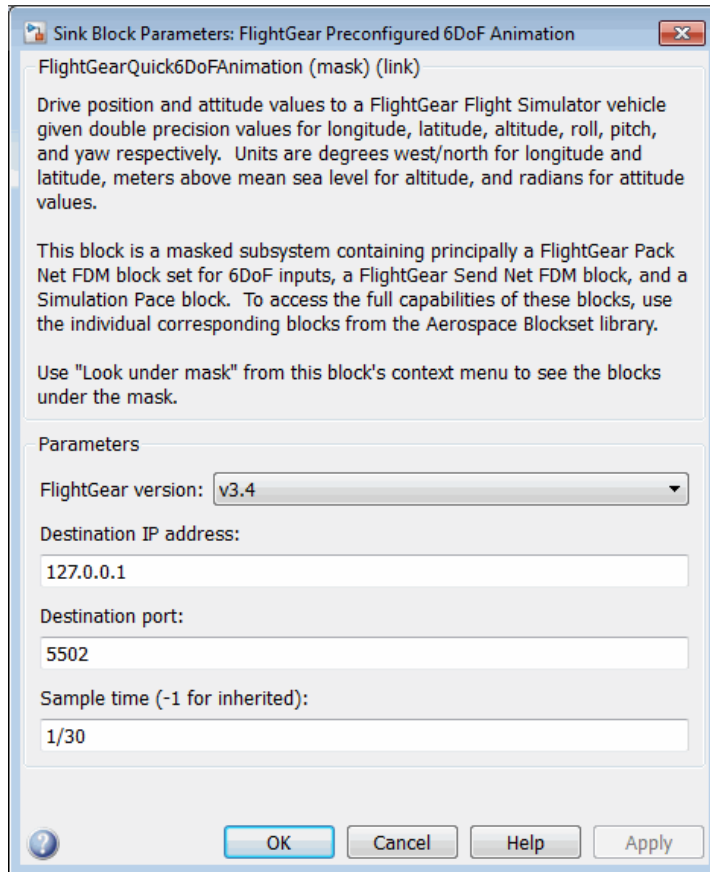 Sink Block Parameters: FlightGear Preconfigured 6DoF Animation
FlightGearQuick6DoFAnimation (mask) (link)
Drive position and attitude values to a FlightGear Flight Simulator vehicle
given double precision values for longitude, latitude, altitude, roll, pitch,
and yaw respectively.  Units are degrees west/north for longitude and
latitude, meters above mean sea level for altitude, and radians for attitude
values.
This block is a masked subsystem containing principally a FlightGear Pack
Net FDM block set for 6DoF inputs, a FlightGear Send Net FDM block, and a
Simulation Pace block.  To access the full capabilities of these blocks, use
the individual corresponding blocks from the Aerospace Blockset library.
Use "Look under mask" from this block's context menu to see the blocks
under the mask.
Parameters
FlightGear version: v3.4
Destination IP address:
127.0.0.1
Destination port:
5502
Sample time (-1 for inherited):
1/30
? OK Cancel Help Apply